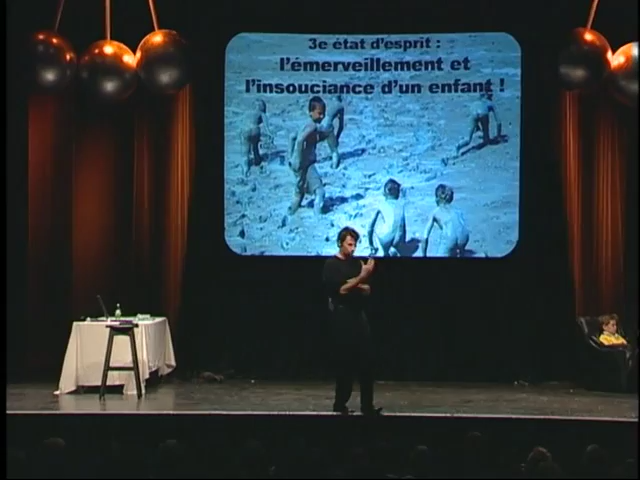 3e état d'esprit :
l'émerveillement et
l'insouciance d'un enfant !